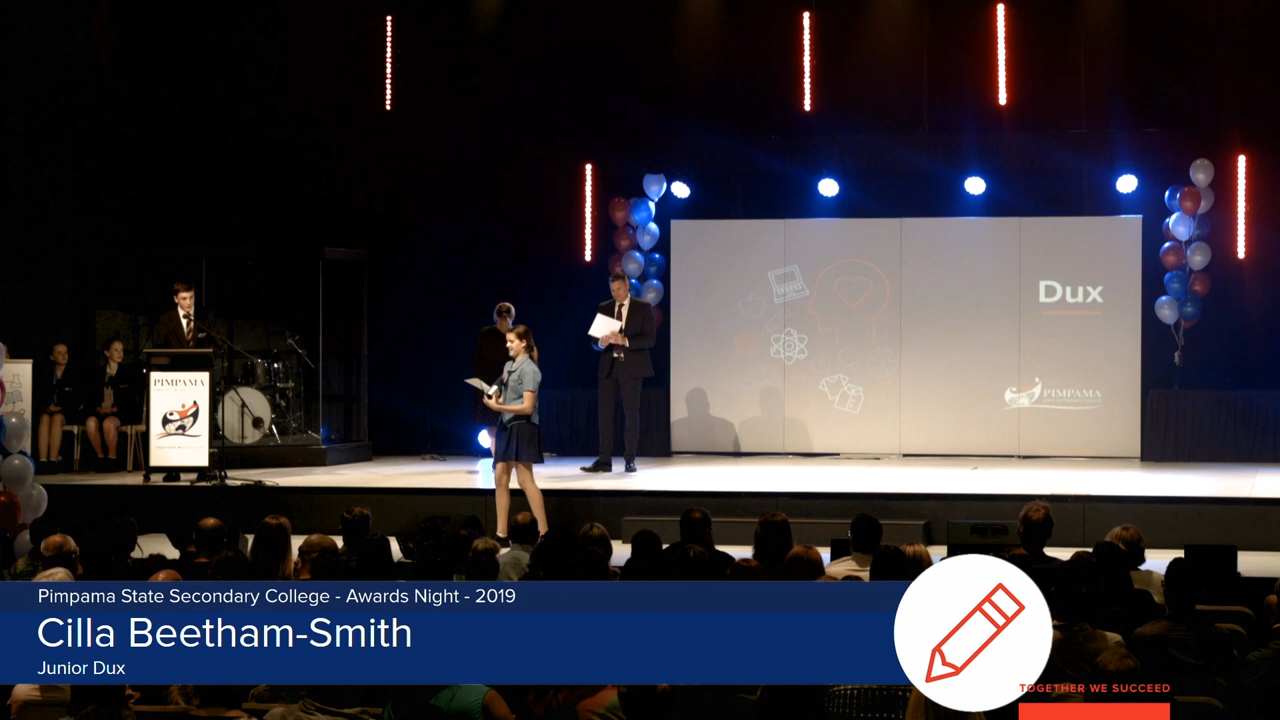 Dux
PIMPAMA
PIMPAMA
Pimpama State Secondary College - Awards Night - 2019
Cilla Beetham-Smith
Junior Dux
TOGETHER WE SUCCEED